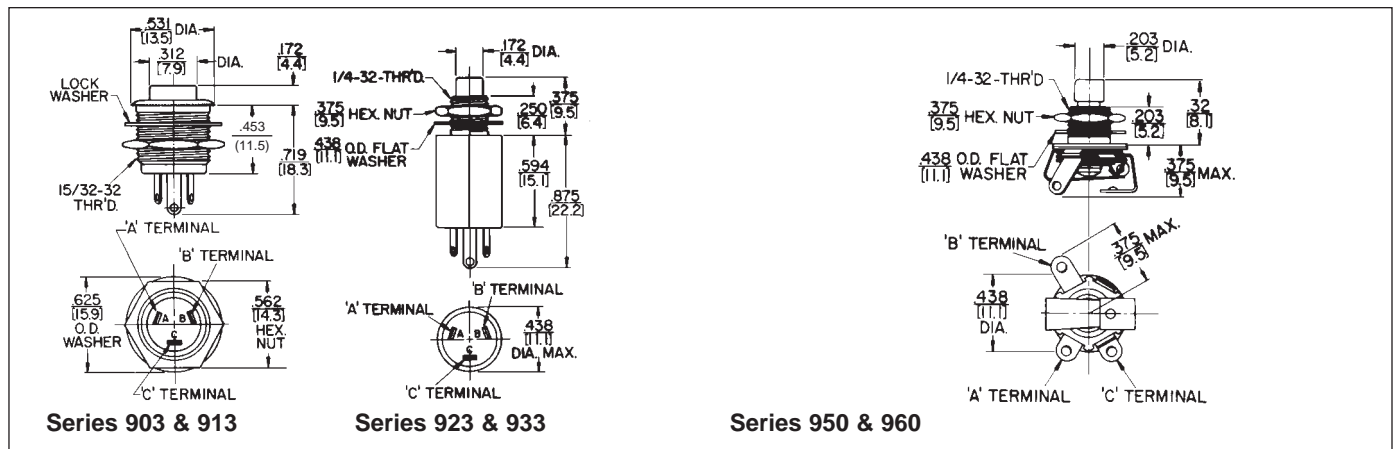 .531
[13.5] DIA.
.312
[7.9] DIA.
.172
[4.4]
LOCK
WASHER
.453
(11.5)
.719
[18.3]
15/32-32
THR'D.
'A' TERMINAL
'B' TERMINAL
.625
[15.9]
O.D.
WASHER
A B
C
.562
[14.3]
HEX.
NUT
'C' TERMINAL
Series 903 & 913
.172
[4.4] DIA.
1/4-32-THR'D.
.375
[9.5] HEX. NUT
.250
[6.4]
.375
[9.5]
.438
[11.1] O.D. FLAT
WASHER
.594
[15.1]
.875
[22.2]
'A' TERMINAL
'B' TERMINAL
A B
C
.438
[11.1]
DIA. MAX.
'C' TERMINAL
Series 923 & 933
.203
[5.2] DIA.
1/4-32-THR'D
.375
[9.5] HEX. NUT
.203
[5.2]
.32
[8.1]
.438
[11.1] O.D. FLAT
WASHER
.375
[9.5] MAX.
'B' TERMINAL
.375
[9.5] MAX.
.438
[11.1]
DIA.
'A' TERMINAL
'C' TERMINAL
Series 950 & 960